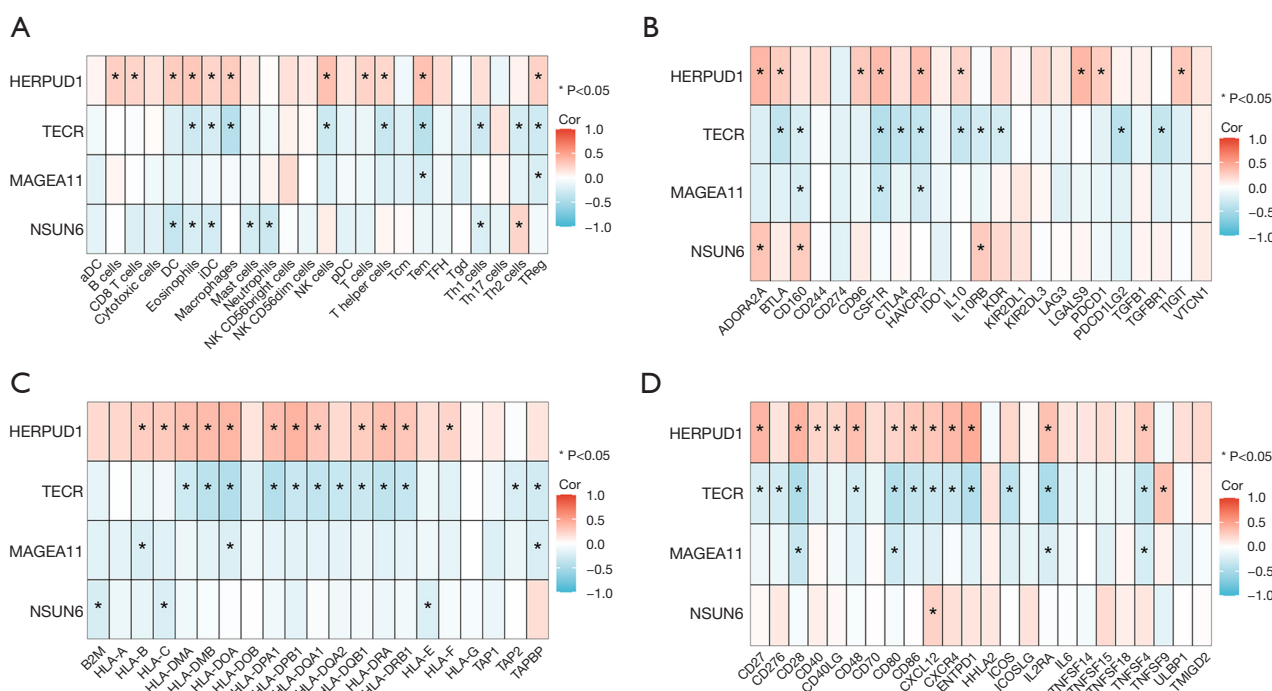 A
HERPUD1
TECR
MAGEA11
NSUN6
* P<0.05
Cor
1.0
0.5
0.0
−0.5
−1.0
aDC
B cells
CD8 T cells
Cytotoxic cells
DC
Eosinophils
iDC
Macrophages
Mast cells
Neutrophils
NK CD56bright cells
NK CD56dim cells
NK cells
pDC
T cells
T helper cells
Tcm
Tem
TFH
Tgd
Th1 cells
Th17 cells
Th2 cells
TReg
B
HERPUD1
TECR
MAGEA11
NSUN6
* P<0.05
Cor
1.0
0.5
0.0
−0.5
−1.0
ADORA2A
BTLA
CD160
CD244
CD274
CD96
CSF1R
CTLA4
HAVCR2
IDO1
IL10
IL10RB
KDR
KIR2DL1
KIR2DL3
LAG3
LGALS9
PDCD1
PDCD1LG2
TGFB1
TGFBR1
TIGIT
VTCN1
C
HERPUD1
TECR
MAGEA11
NSUN6
* P<0.05
Cor
1.0
0.5
0.0
−0.5
−1.0
B2M
HLA-A
HLA-B
HLA-C
HLA-DMA
HLA-DMB
HLA-DOA
HLA-DOB
HLA-DPA1
HLA-DPB1
HLA-DQA1
HLA-DQA2
HLA-DQB1
HLA-DRA
HLA-DRB1
HLA-E
HLA-F
HLA-G
TAP1
TAP2
TAPBP
D
HERPUD1
TECR
MAGEA11
NSUN6
* P<0.05
Cor
1.0
0.5
0.0
−0.5
−1.0
CD27
CD276
CD28
CD40
CD40LG
CD48
CD70
CD80
CD86
CXCL12
CXCR4
ENTPD1
HHLA2
ICOS
ICOSLG
IL2RA
IL6
TNFSF14
TNFSF15
TNFSF18
TNFSF4
TNFSF9
ULBP1
TMIGD2